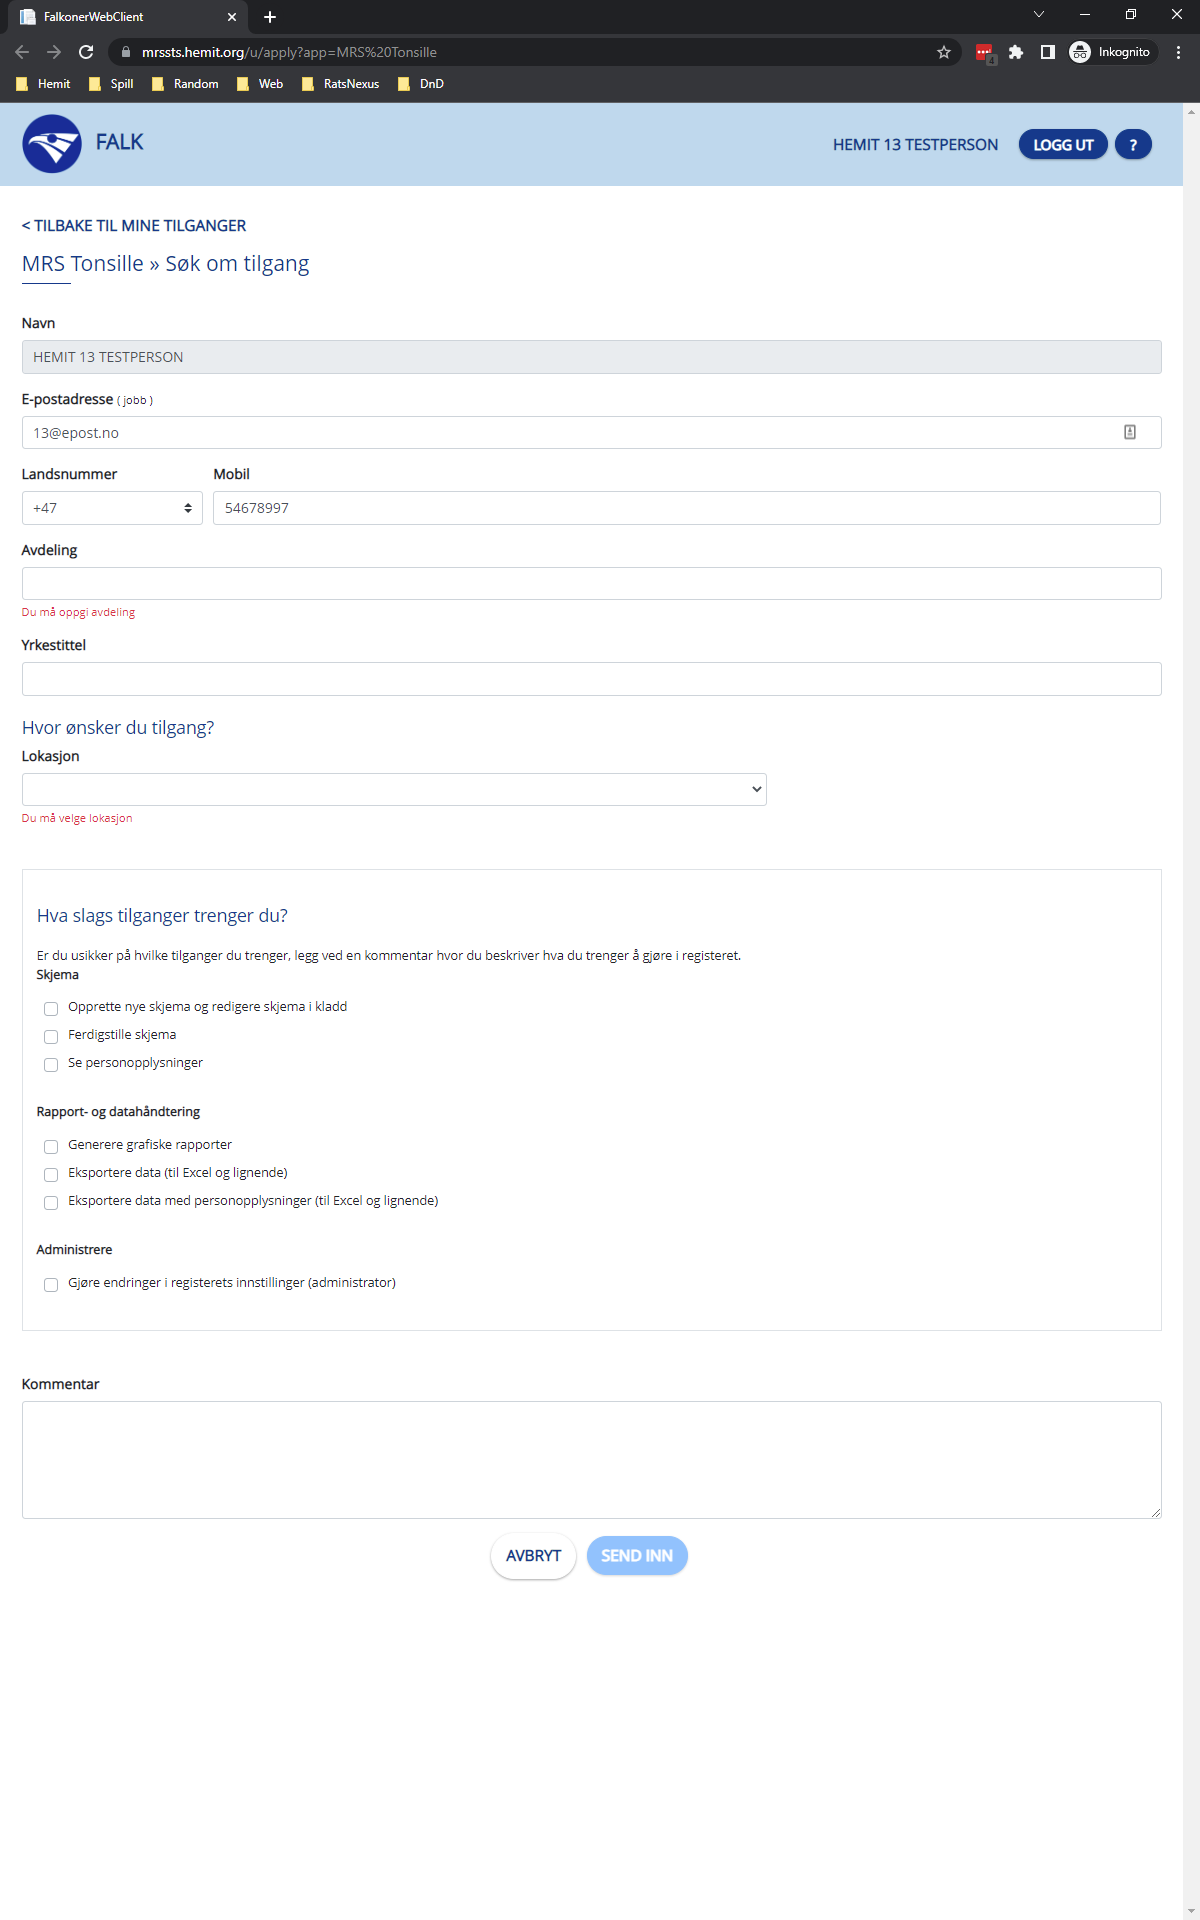 FalkonerWebClient
mrssts.hemit.org/u/apply?app=MRS%20Tonsille
4
Inkognito
Hemit Spill Random Web RatsNexus DnD
FALK
HEMIT 13 TESTPERSON LOGG UT ?
< TILBAKE TIL MINE TILGANGER
MRS Tonsille » Søk om tilgang
Navn
HEMIT 13 TESTPERSON
E-postadresse ( jobb )
13@epost.no
Landsnummer Mobil
+47 54678997
Avdeling
Du må oppgi avdeling
Yrkestittel
Hvor ønsker du tilgang?
Lokasjon
Du må velge lokasjon
Hva slags tilganger trenger du?
Er du usikker på hvilke tilganger du trenger, legg ved en kommentar hvor du beskriver hva du trenger å gjøre i registeret.
Skjema
Opprette nye skjema og redigere skjema i kladd
Ferdigstille skjema
Se personopplysninger
Rapport- og datahåndtering
Generere grafiske rapporter
Eksportere data (til Excel og lignende)
Eksportere data med personopplysninger (til Excel og lignende)
Administrere
Gjøre endringer i registerets innstillinger (administrator)
Kommentar
AVBRYT SEND INN